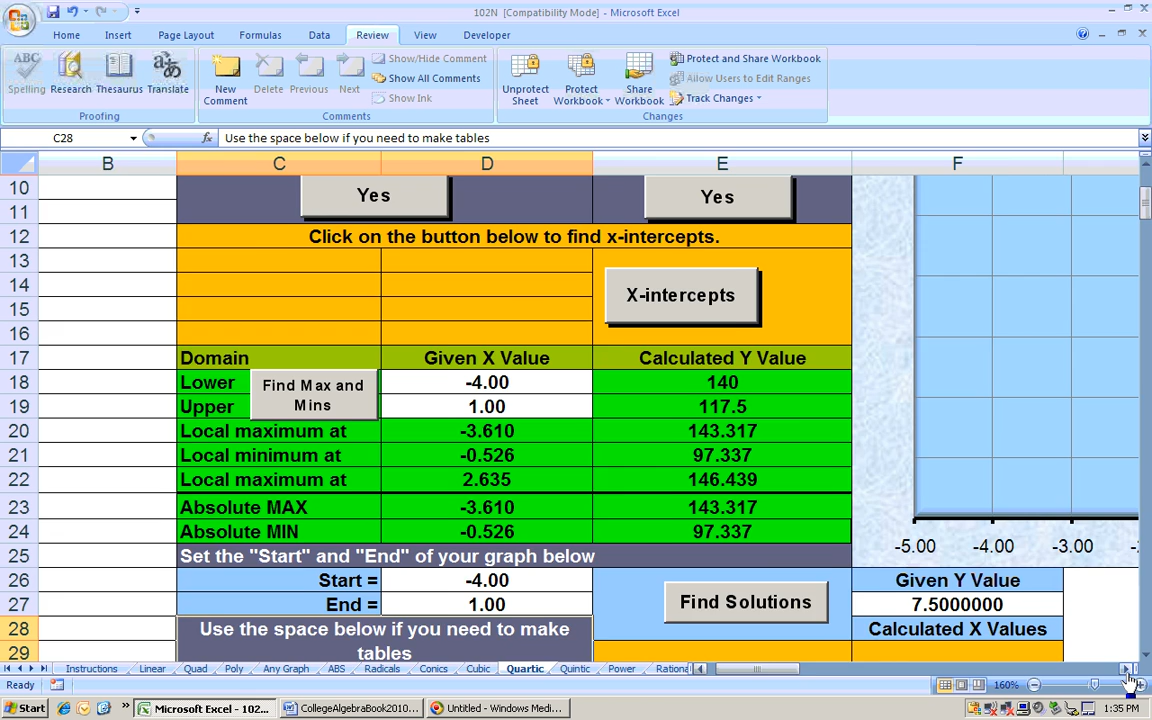 102N [Compatibility Mode] - Microsoft Excel
Home Insert Page Layout Formulas Data Review View Developer
ABC Spelling Research Thesaurus Translate New Comment Delete Previous Next Show/Hide Comment Show All Comments Show Ink Unprotect Sheet Protect Workbook Share Workbook Protect and Share Workbook Allow Users to Edit Ranges Track Changes
Proofing Comments Changes
C28 fx Use the space below if you need to make tables
B C D E F
10 Yes Yes
11
12 Click on the button below to find x-intercepts.
13
14 X-intercepts
15
16
17 Domain Given X Value Calculated Y Value
18 Lower Find Max and Mins -4.00 140
19 Upper 1.00 117.5
20 Local maximum at -3.610 143.317
21 Local minimum at -0.526 97.337
22 Local maximum at 2.635 146.439
23 Absolute MAX -3.610 143.317
24 Absolute MIN -0.526 97.337
-5.00 -4.00 -3.00
25 Set the "Start" and "End" of your graph below
26 Start = -4.00 Find Solutions Given Y Value
27 End = 1.00 7.5000000
28 Use the space below if you need to make Calculated X Values
29 tables
Instructions Linear Quad Poly Any Graph ABS Radicals Conics Cubic Quartic Quintic Power Rationa
Ready 160%
Start Microsoft Excel - 102... CollegeAlgebraBook2010... Untitled - Windows Medi... 1:35 PM